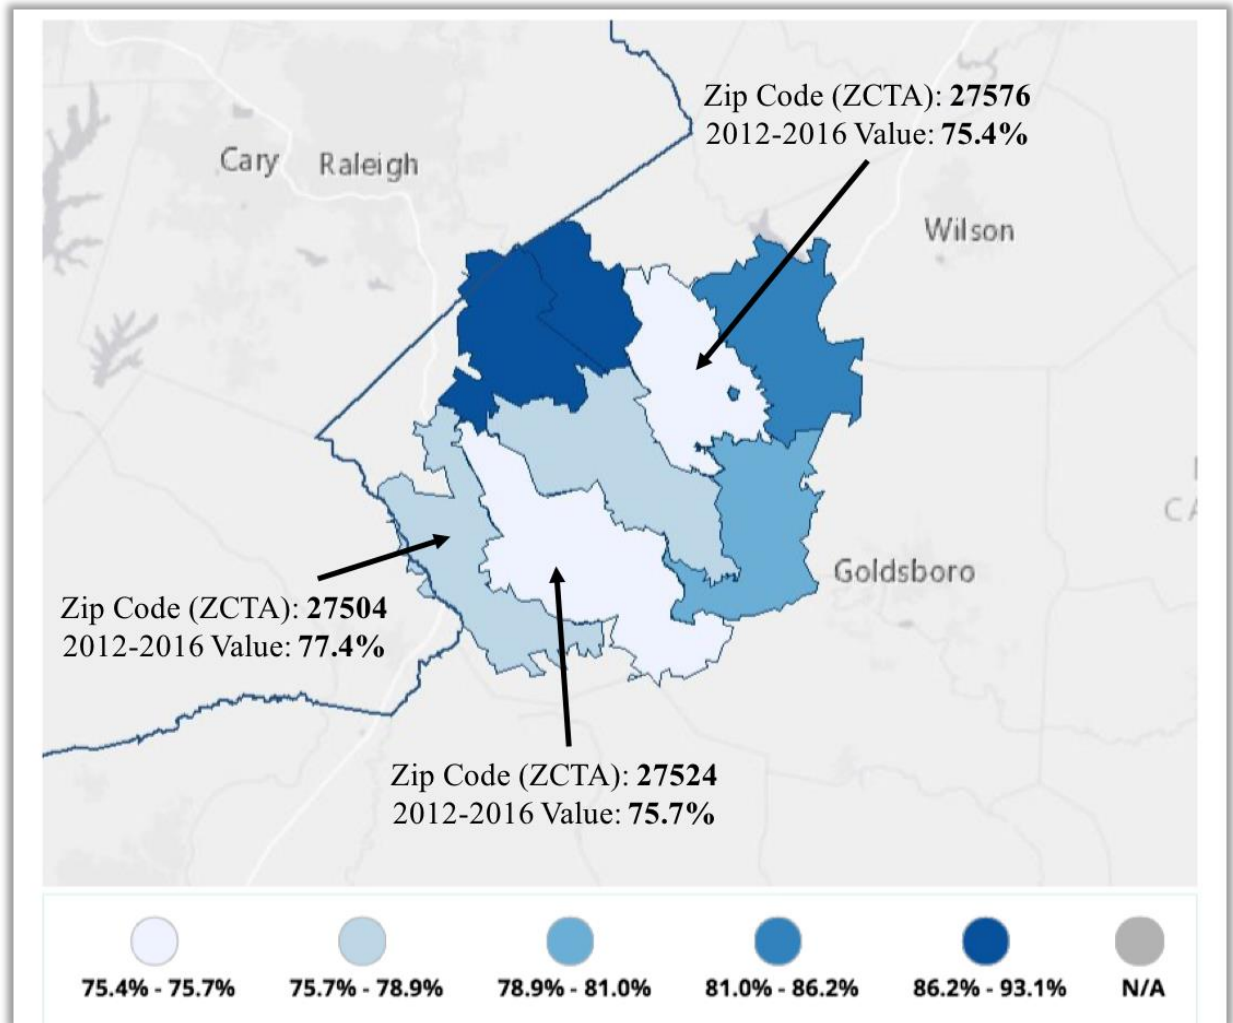 Zip Code (ZCTA): 27576
2012-2016 Value: 75.4%
Cary Raleigh
Wilson
CA
Goldsboro
Zip Code (ZCTA): 27504
2012-2016 Value: 77.4%
Zip Code (ZCTA): 27524
2012-2016 Value: 75.7%
75.4% - 75.7% 75.7% - 78.9% 78.9% - 81.0% 81.0% - 86.2% 86.2% - 93.1% N/A